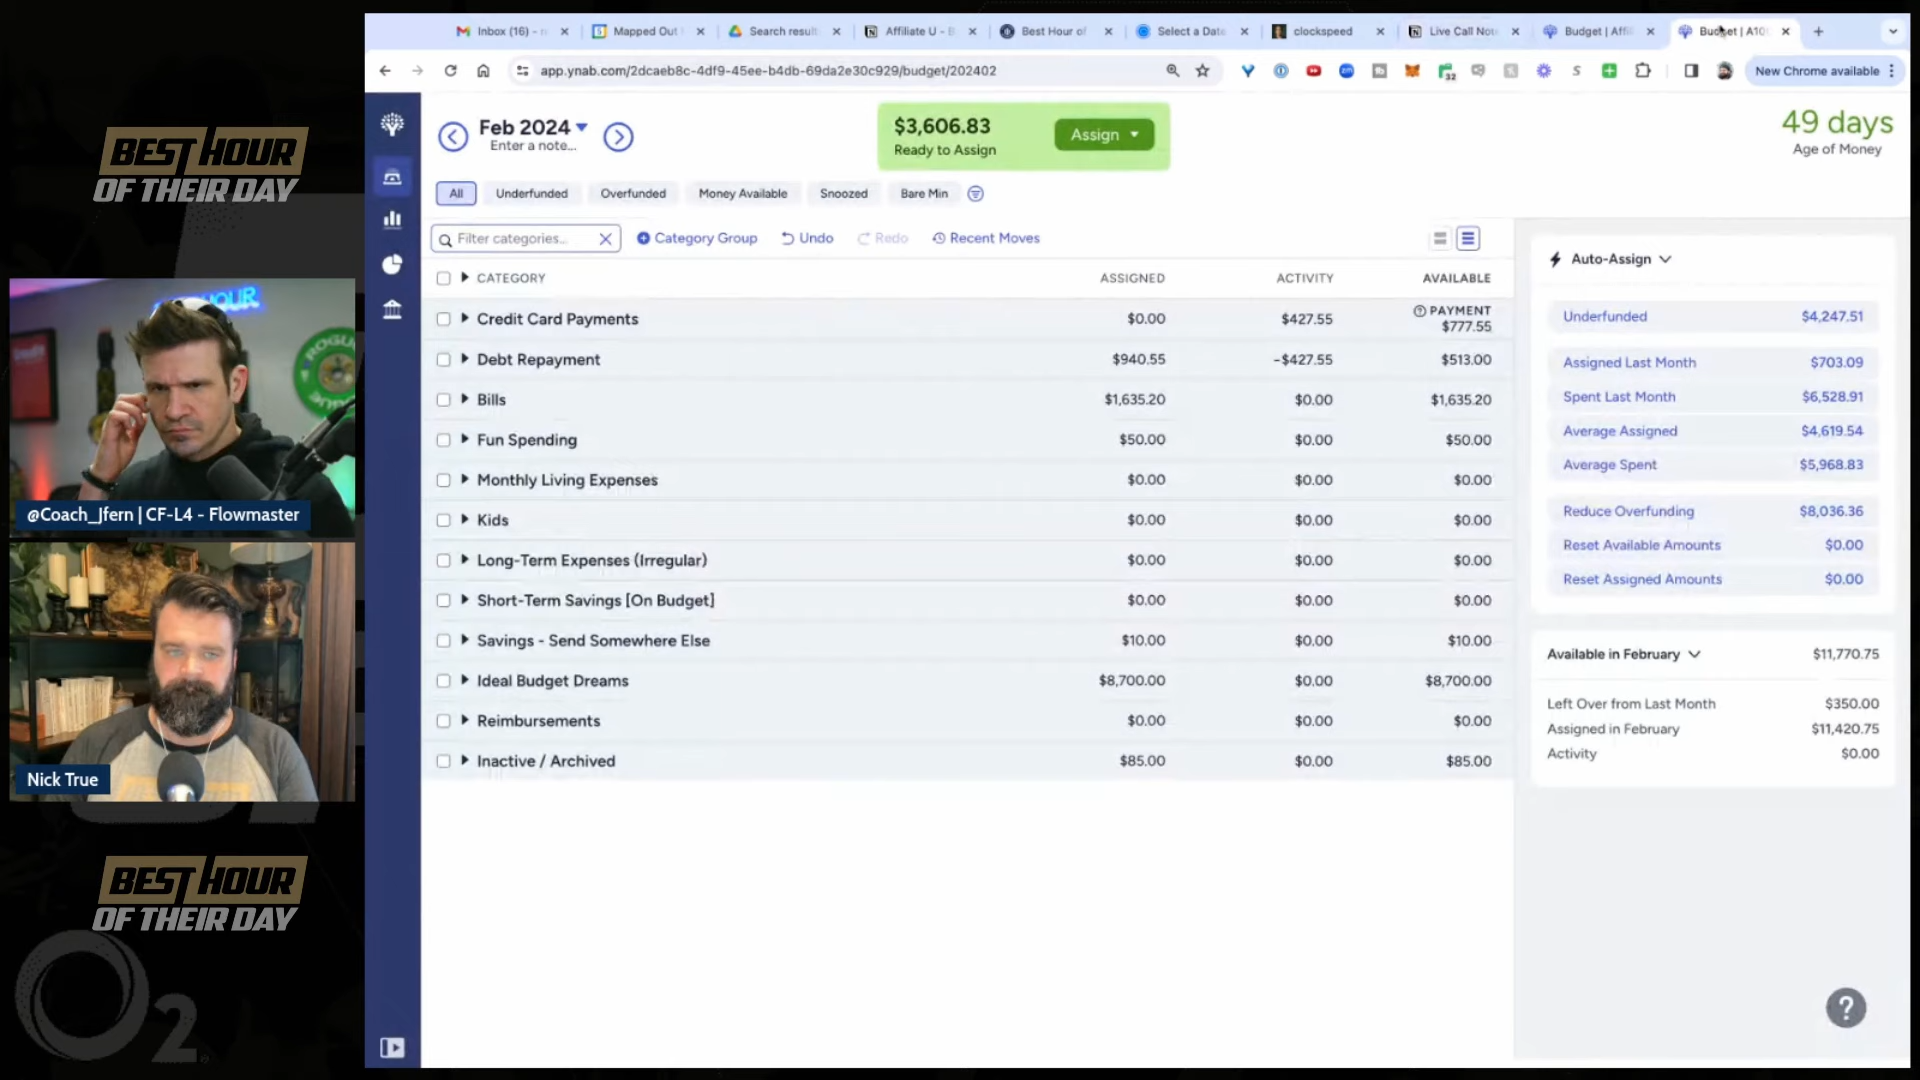 Inbox (16) -
Mapped Out
Search result
Affiliate U -
Best Hour of
Select a Date
clockspeed
Live Call No
Budget | Affil
Budget | A10
app.ynab.com/2dcaeb8c-4df9-45ee-b4db-69da2e30c929/budget/202402
32
New Chrome available
Feb 2024
Enter a note...
$3,606.83
Ready to Assign
Assign
49 days
Age of Money
All
Underfunded
Overfunded
Money Available
Snoozed
Bare Min
Filter categories...
Category Group
Undo
Redo
Recent Moves
CATEGORY ASSIGNED ACTIVITY AVAILABLE
Credit Card Payments $0.00 $427.55 PAYMENT $777.55
Debt Repayment $940.55 -$427.55 $513.00
Bills $1,635.20 $0.00 $1,635.20
Fun Spending $50.00 $0.00 $50.00
Monthly Living Expenses $0.00 $0.00 $0.00
Kids $0.00 $0.00 $0.00
Long-Term Expenses (Irregular) $0.00 $0.00 $0.00
Short-Term Savings [On Budget] $0.00 $0.00 $0.00
Savings - Send Somewhere Else $10.00 $0.00 $10.00
Ideal Budget Dreams $8,700.00 $0.00 $8,700.00
Reimbursements $0.00 $0.00 $0.00
Inactive / Archived $85.00 $0.00 $85.00
Auto-Assign
Underfunded $4,247.51
Assigned Last Month $703.09
Spent Last Month $6,528.91
Average Assigned $4,619.54
Average Spent $5,968.83
Reduce Overfunding $8,036.36
Reset Available Amounts $0.00
Reset Assigned Amounts $0.00
Available in February $11,770.75
Left Over from Last Month $350.00
Assigned in February $11,420.75
Activity $0.00
?
BEST HOUR
OF THEIR DAY
HOUR
ROGUE
@Coach_Jfern | CF-L4 - Flowmaster
Nick True
BEST HOUR
OF THEIR DAY
O2